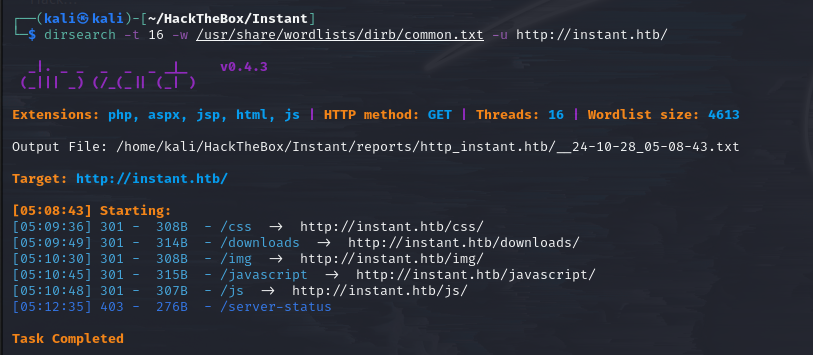 ┌──(kali㉿kali)-[~/HackTheBox/Instant]
└─$ dirsearch -t 16 -w /usr/share/wordlists/dirb/common.txt -u http://instant.htb/
  _|. _ _  _  _  _ _|_    v0.4.3
 (_||| _) (/_(_|| (_| )
Extensions: php, aspx, jsp, html, js | HTTP method: GET | Threads: 16 | Wordlist size: 4613
Output File: /home/kali/HackTheBox/Instant/reports/http_instant.htb/__24-10-28_05-08-43.txt
Target: http://instant.htb/
[05:08:43] Starting:
[05:09:36] 301 -  308B  - /css  ->  http://instant.htb/css/
[05:09:49] 301 -  314B  - /downloads  ->  http://instant.htb/downloads/
[05:10:30] 301 -  308B  - /img  ->  http://instant.htb/img/
[05:10:45] 301 -  315B  - /javascript  ->  http://instant.htb/javascript/
[05:10:48] 301 -  307B  - /js  ->  http://instant.htb/js/
[05:12:35] 403 -  276B  - /server-status
Task Completed